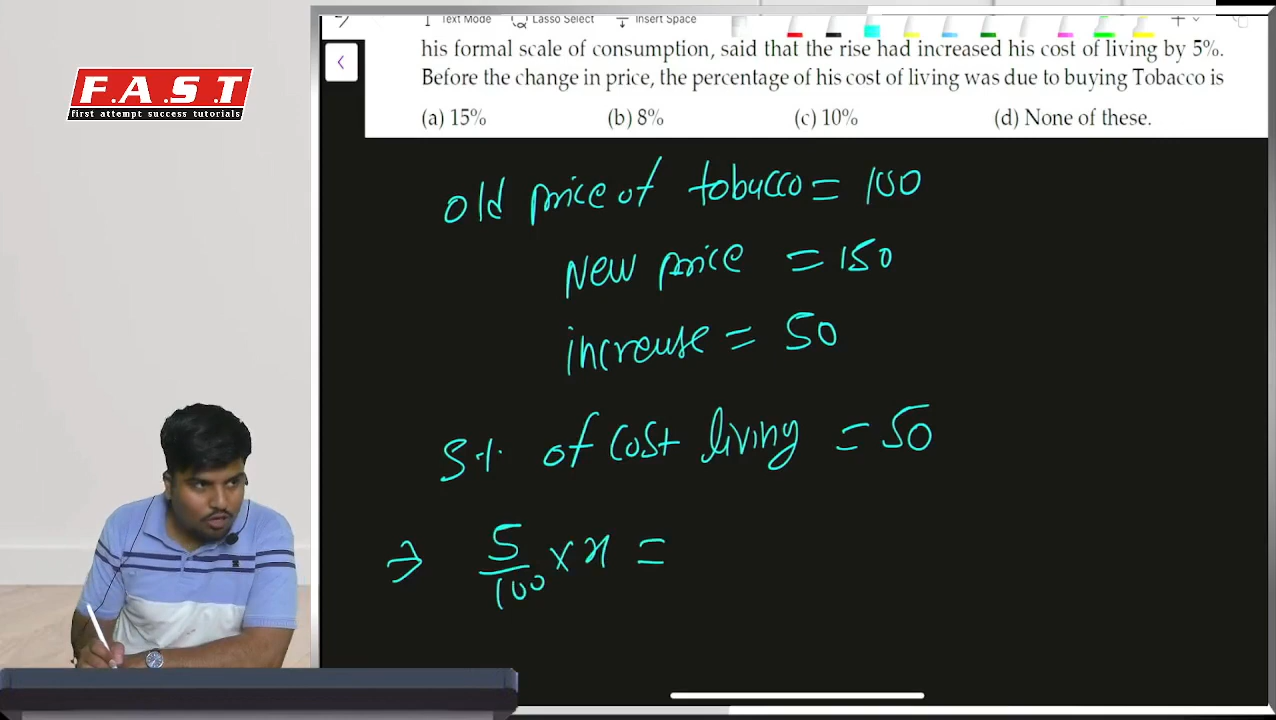 Text Mode Lasso Select Insert Space
F.A.S.T
first attempt success tutorials
his formal scale of consumption, said that the rise had increased his cost of living by 5%.
Before the change in price, the percentage of his cost of living was due to buying Tobacco is
(a) 15% (b) 8% (c) 10% (d) None of these.
old price of tobacco = 100
New price = 150
increase = 50
5% of cost living = 50
⇒ 5/100 × x =